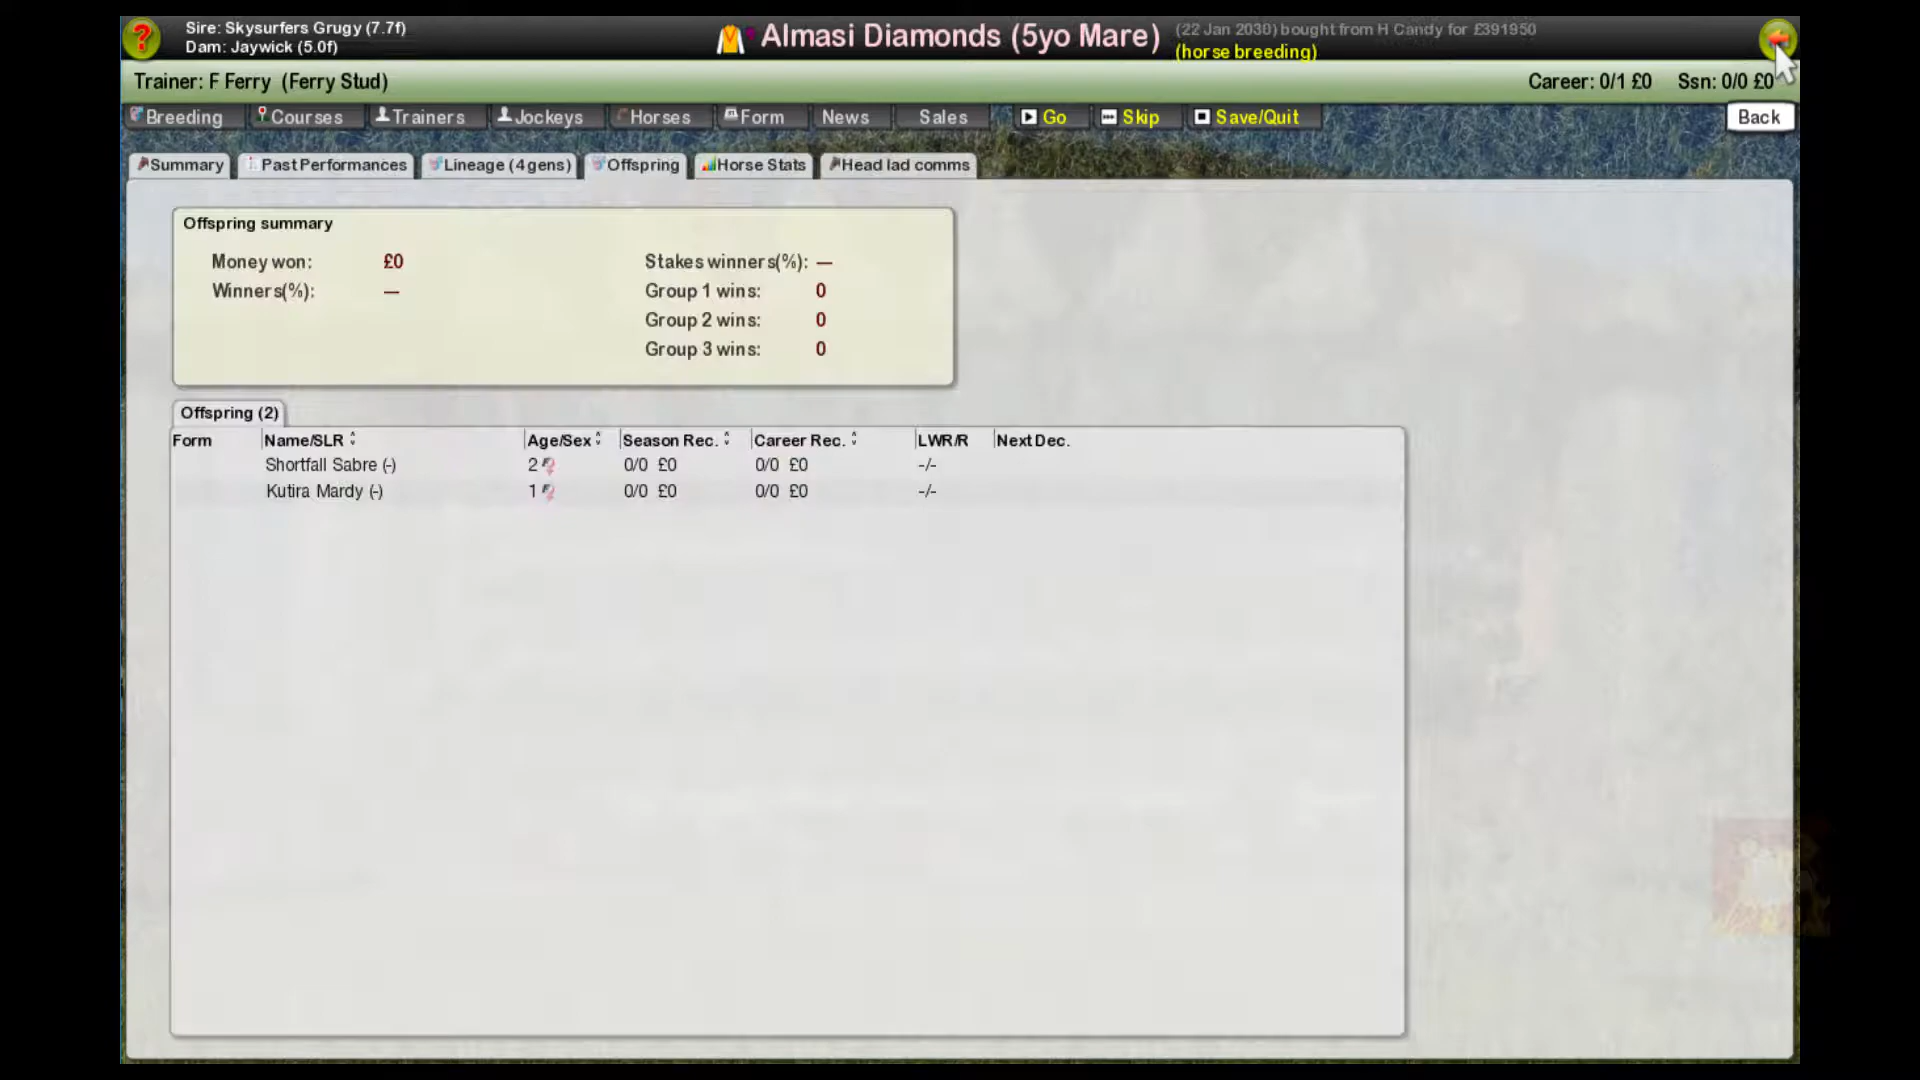 Sire: Skysurfers Grugy (7.7f)
Dam: Jaywick (5.0f)
Almasi Diamonds (5yo Mare)
(22 Jan 2030) bought from H Candy for £391950
(horse breeding)
Trainer: F Ferry (Ferry Stud)
Career: 0/1 £0 Ssn: 0/0 £0
Breeding Courses Trainers Jockeys Horses Form News Sales Go Skip Save/Quit Back
Summary Past Performances Lineage (4gens) Offspring Horse Stats Head lad comms
Offspring summary
Money won: £0 Stakes winners(%): —
Winners(%): — Group 1 wins: 0
Group 2 wins: 0
Group 3 wins: 0
Offspring (2)
Form Name/SLR Age/Sex Season Rec. Career Rec. LWR/R Next Dec.
Shortfall Sabre (-) 2 0/0 £0 0/0 £0 -/-
Kutira Mardy (-) 1 0/0 £0 0/0 £0 -/-